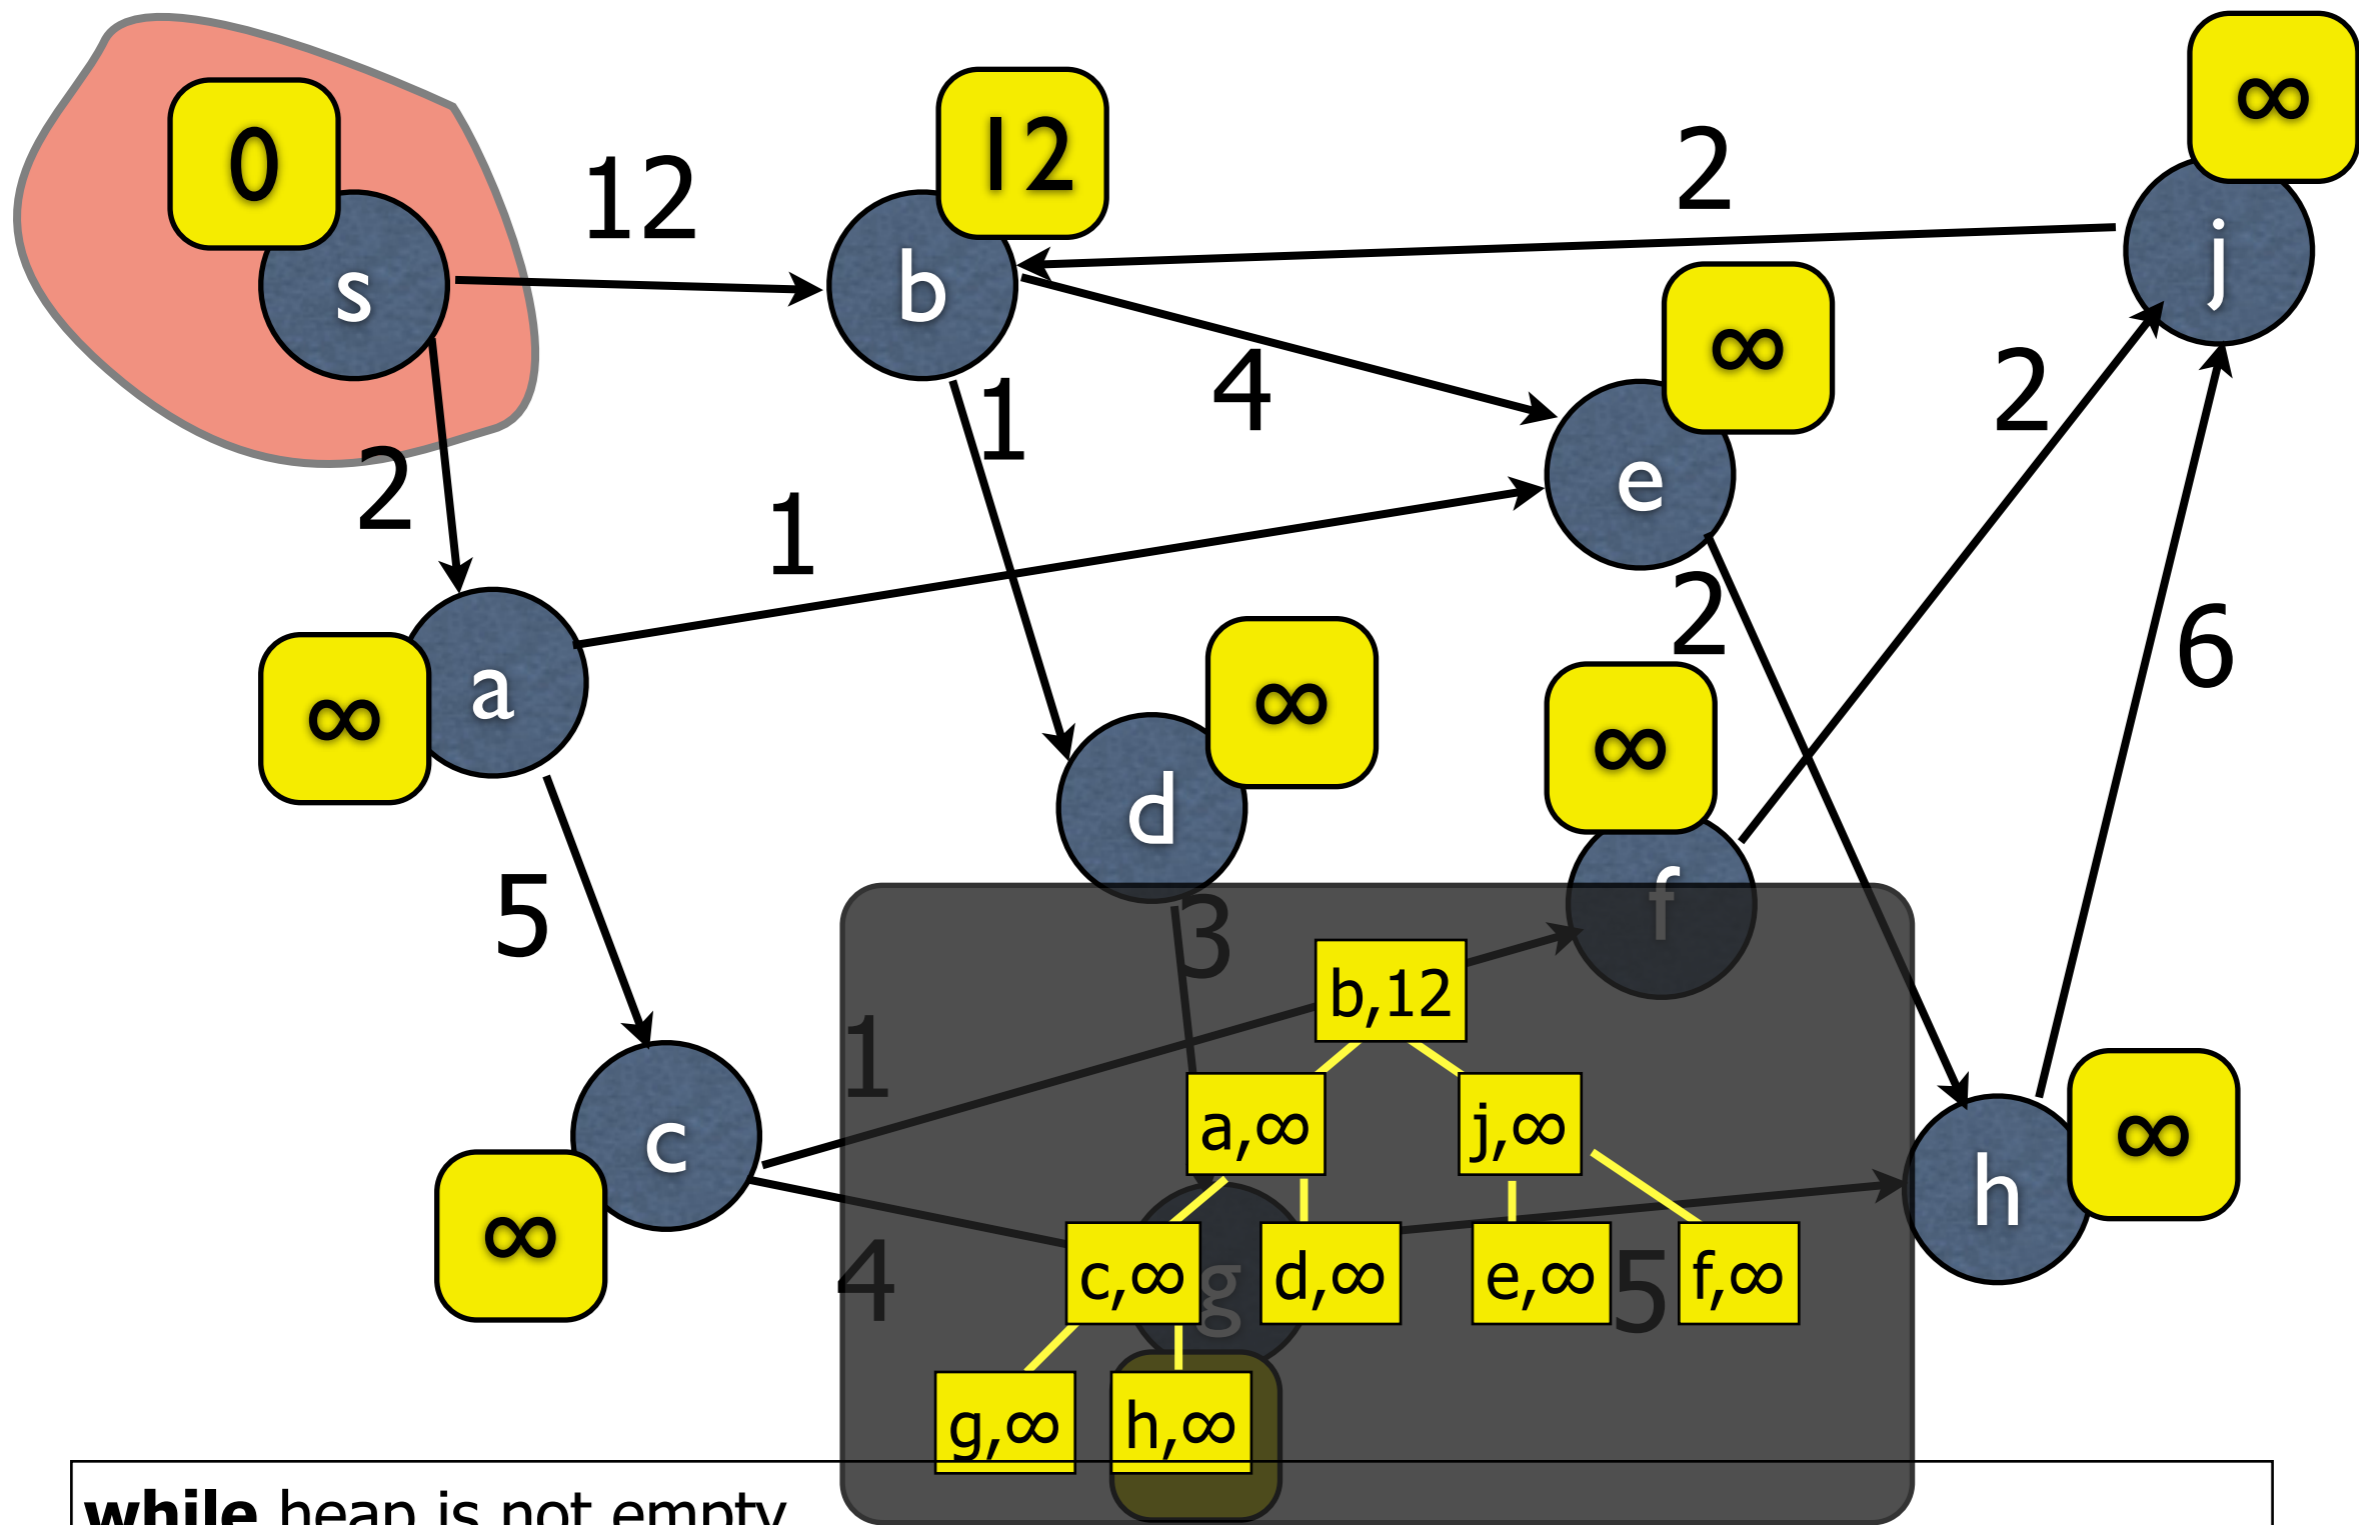 ∞
0
12
12
2
s
b
j
∞
4
1
2
2
e
1
2
6
a
∞
∞
∞
d
5
f
3
b,12
1
a,∞
j,∞
c
∞
h
∞
4
c,∞
g
d,∞
e,∞
5
f,∞
g,∞
h,∞
while heap is not empty